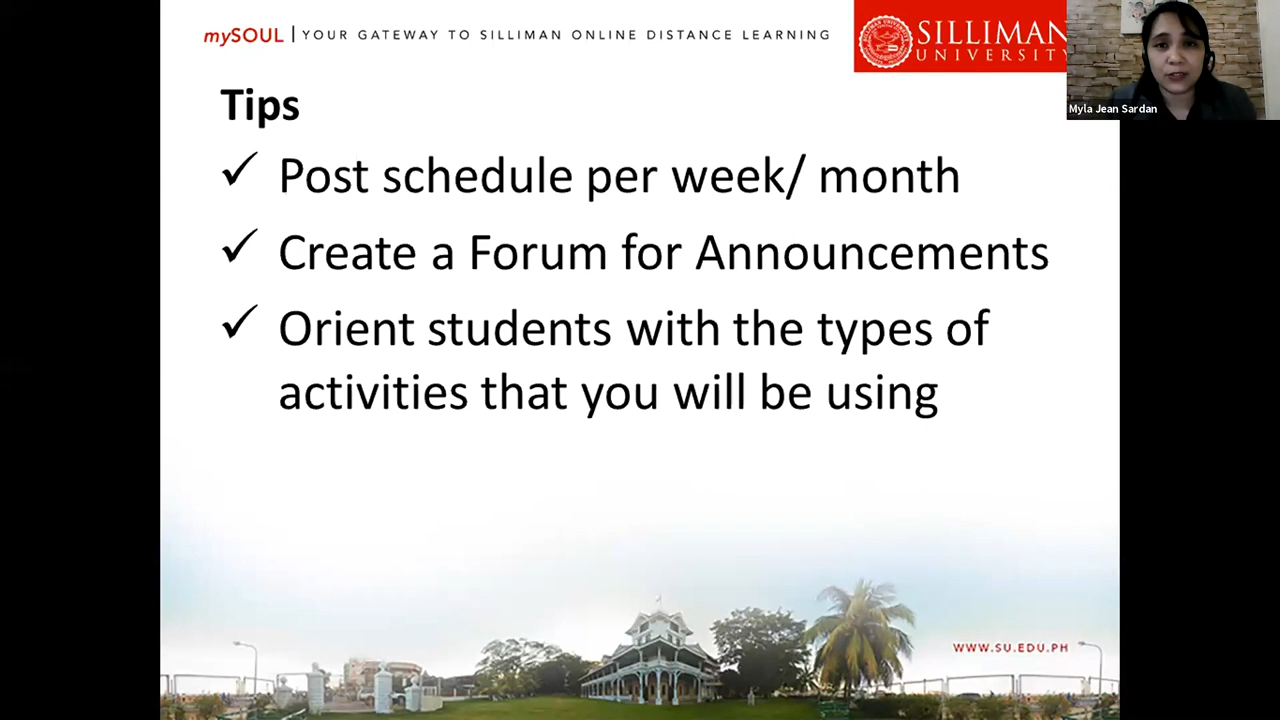 mySOUL | YOUR GATEWAY TO SILLIMAN ONLINE DISTANCE LEARNING
SILLIMAN
UNIVERSITY
Myla Jean Sardan
Tips
✓ Post schedule per week/ month
✓ Create a Forum for Announcements
✓ Orient students with the types of
activities that you will be using
WWW.SU.EDU.PH